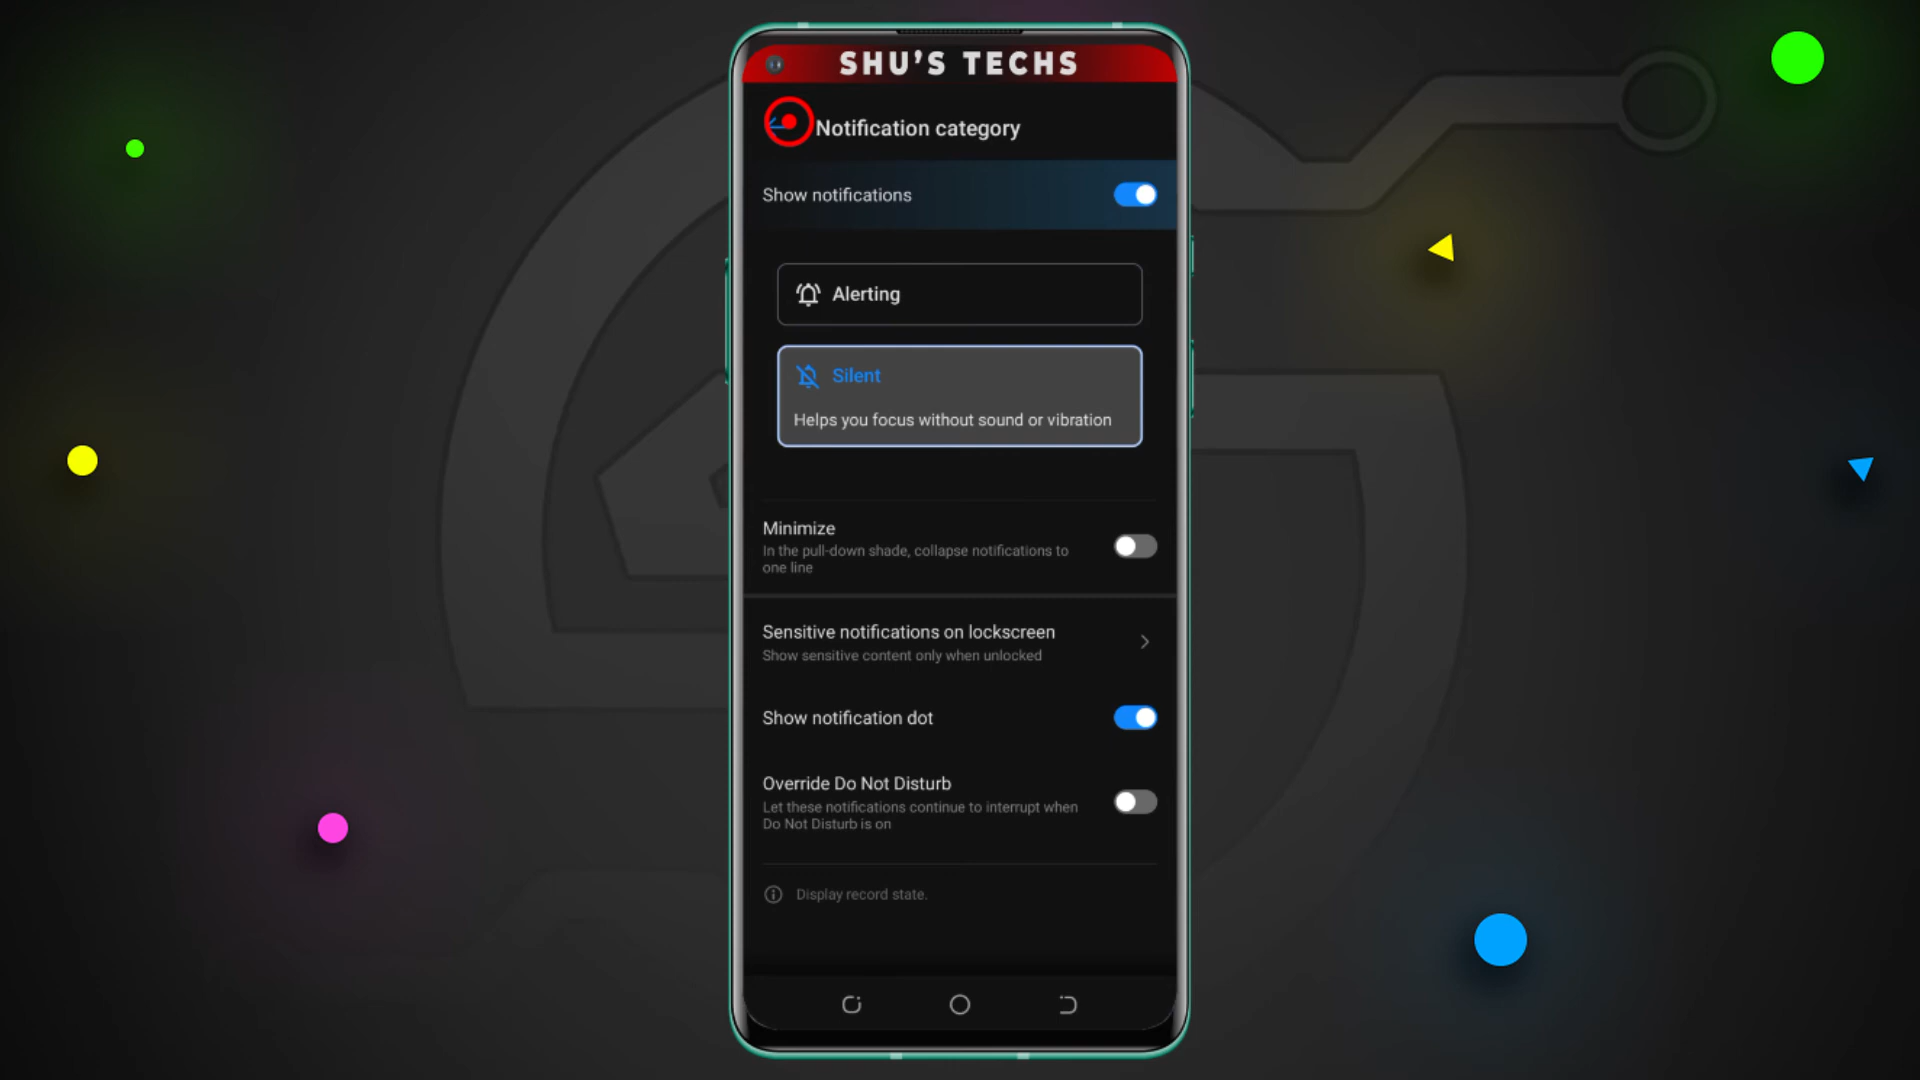 SHU'S TECHS
Notification category
Show notifications
Alerting
Silent
Helps you focus without sound or vibration
Minimize
In the pull-down shade, collapse notifications to
one line
Sensitive notifications on lockscreen
Show sensitive content only when unlocked
Show notification dot
Override Do Not Disturb
Let these notifications continue to interrupt when
Do Not Disturb is on
Display record state.